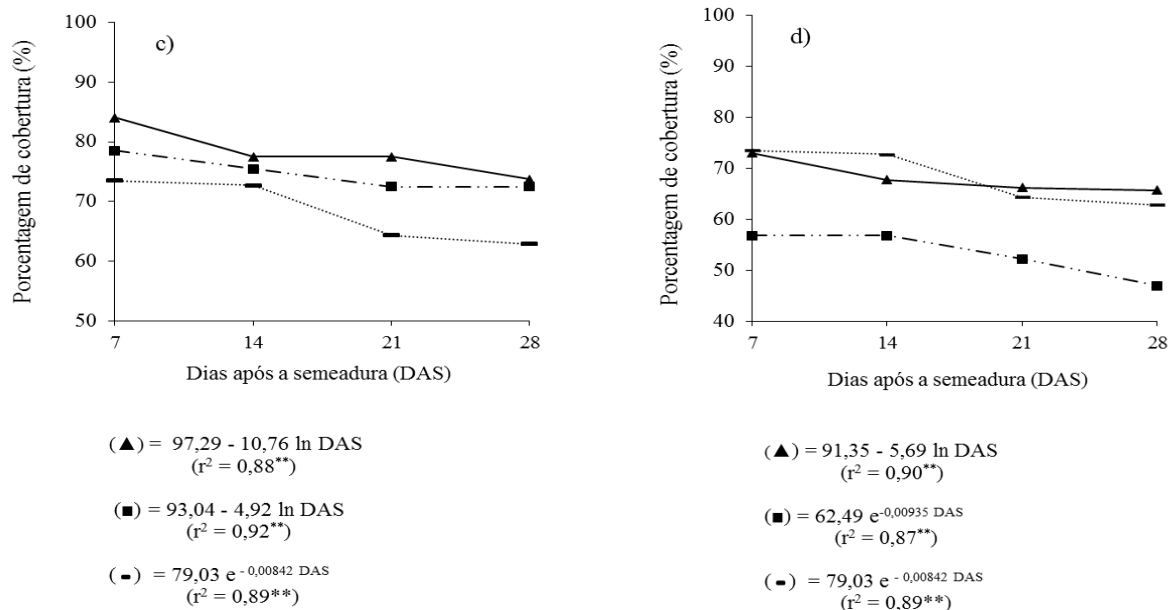 c)
Porcentagem de cobertura (%)
100
90
80
70
60
50
7 14 21 28
Dias após a semeadura (DAS)
(▲) = 97,29 - 10,76 ln DAS
(r² = 0,88**)
(■) = 93,04 - 4,92 ln DAS
(r² = 0,92**)
(-) = 79,03 e - 0,00842 DAS
(r² = 0,89**)
d)
Porcentagem de cobertura (%)
100
90
80
70
60
50
40
7 14 21 28
Dias após a semeadura (DAS)
(▲) = 91,35 - 5,69 ln DAS
(r² = 0,90**)
(■) = 62,49 e-0,00935 DAS
(r² = 0,87**)
(-) = 79,03 e - 0,00842 DAS
(r² = 0,89**)